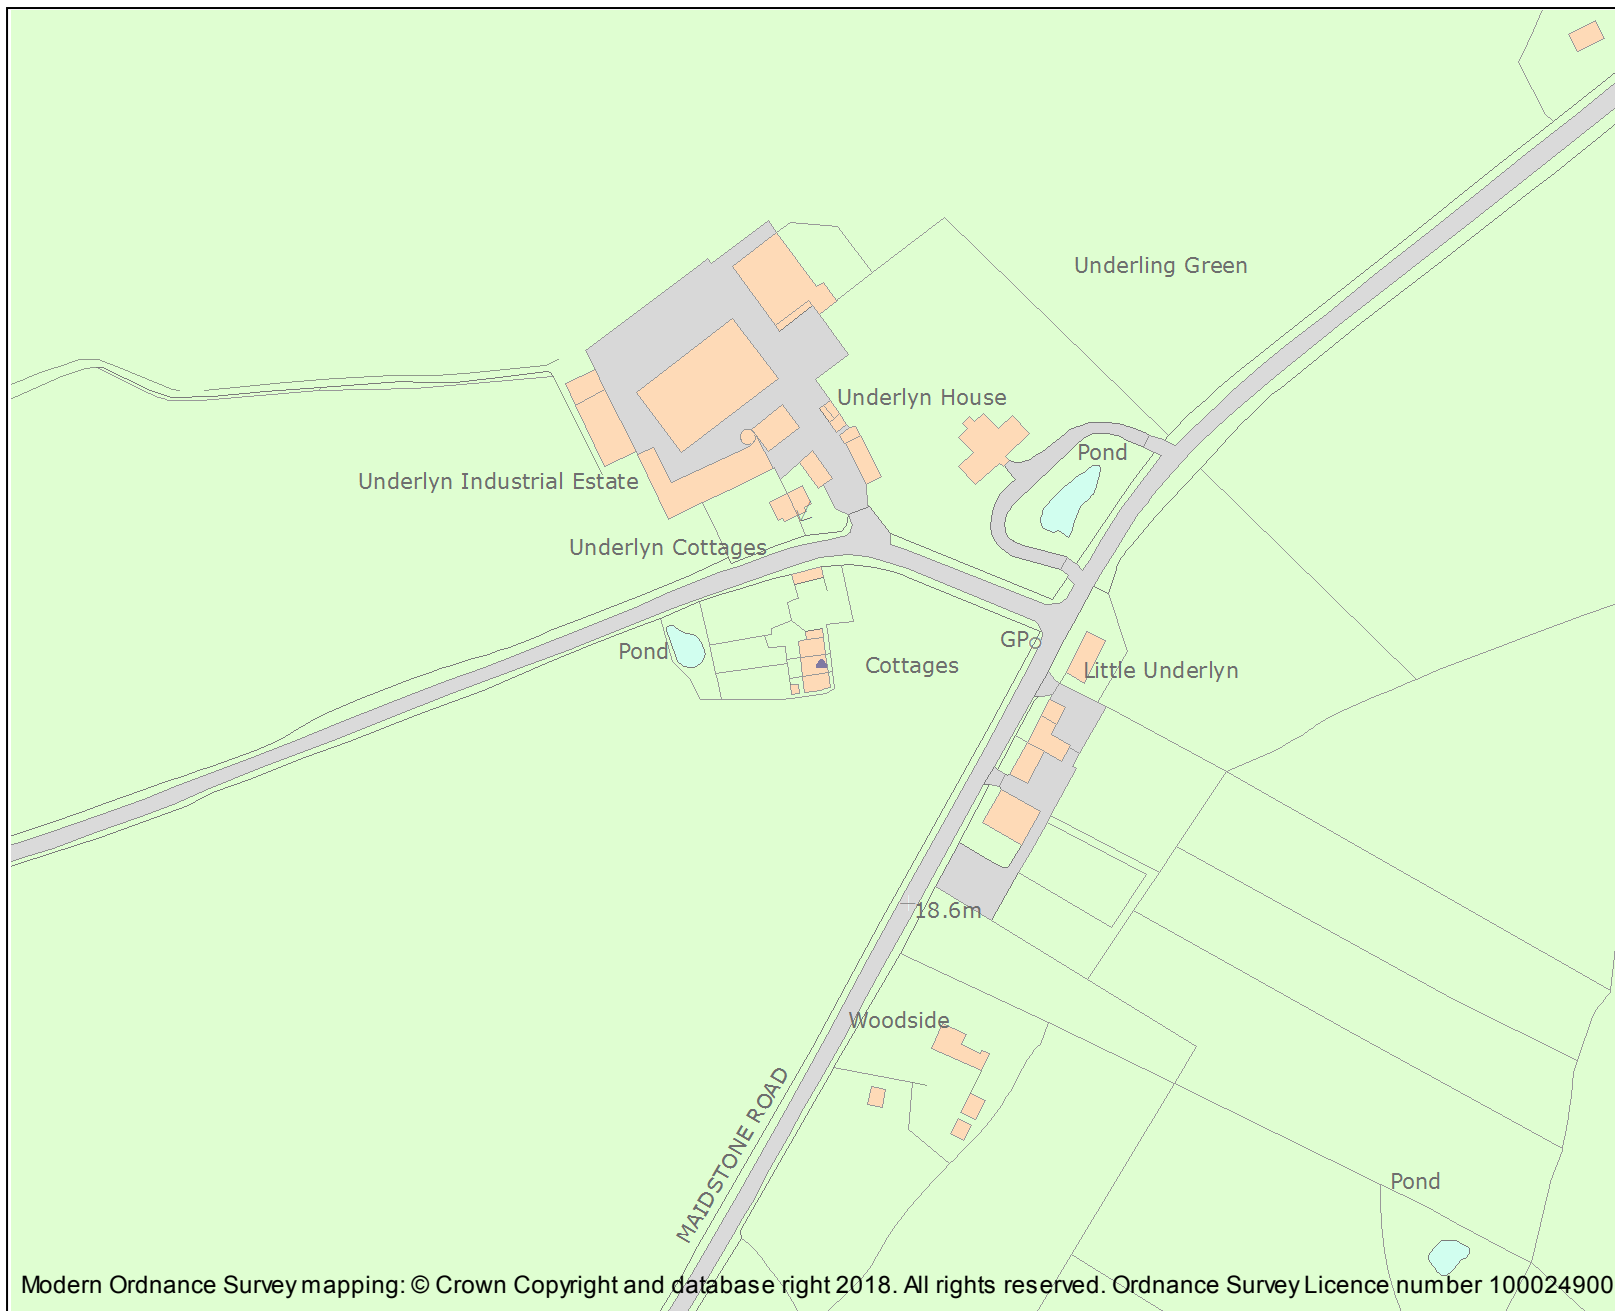 Underling Green
Underlyn House
Pond
Underlyn Industrial Estate
Underlyn Cottages
GP
Pond
Cottages
Little Underlyn
18.6m
Woodside
MAIDSTONE ROAD
Pond
Modern Ordnance Survey mapping: © Crown Copyright and database right 2018. All rights reserved. Ordnance Survey Licence number 100024900